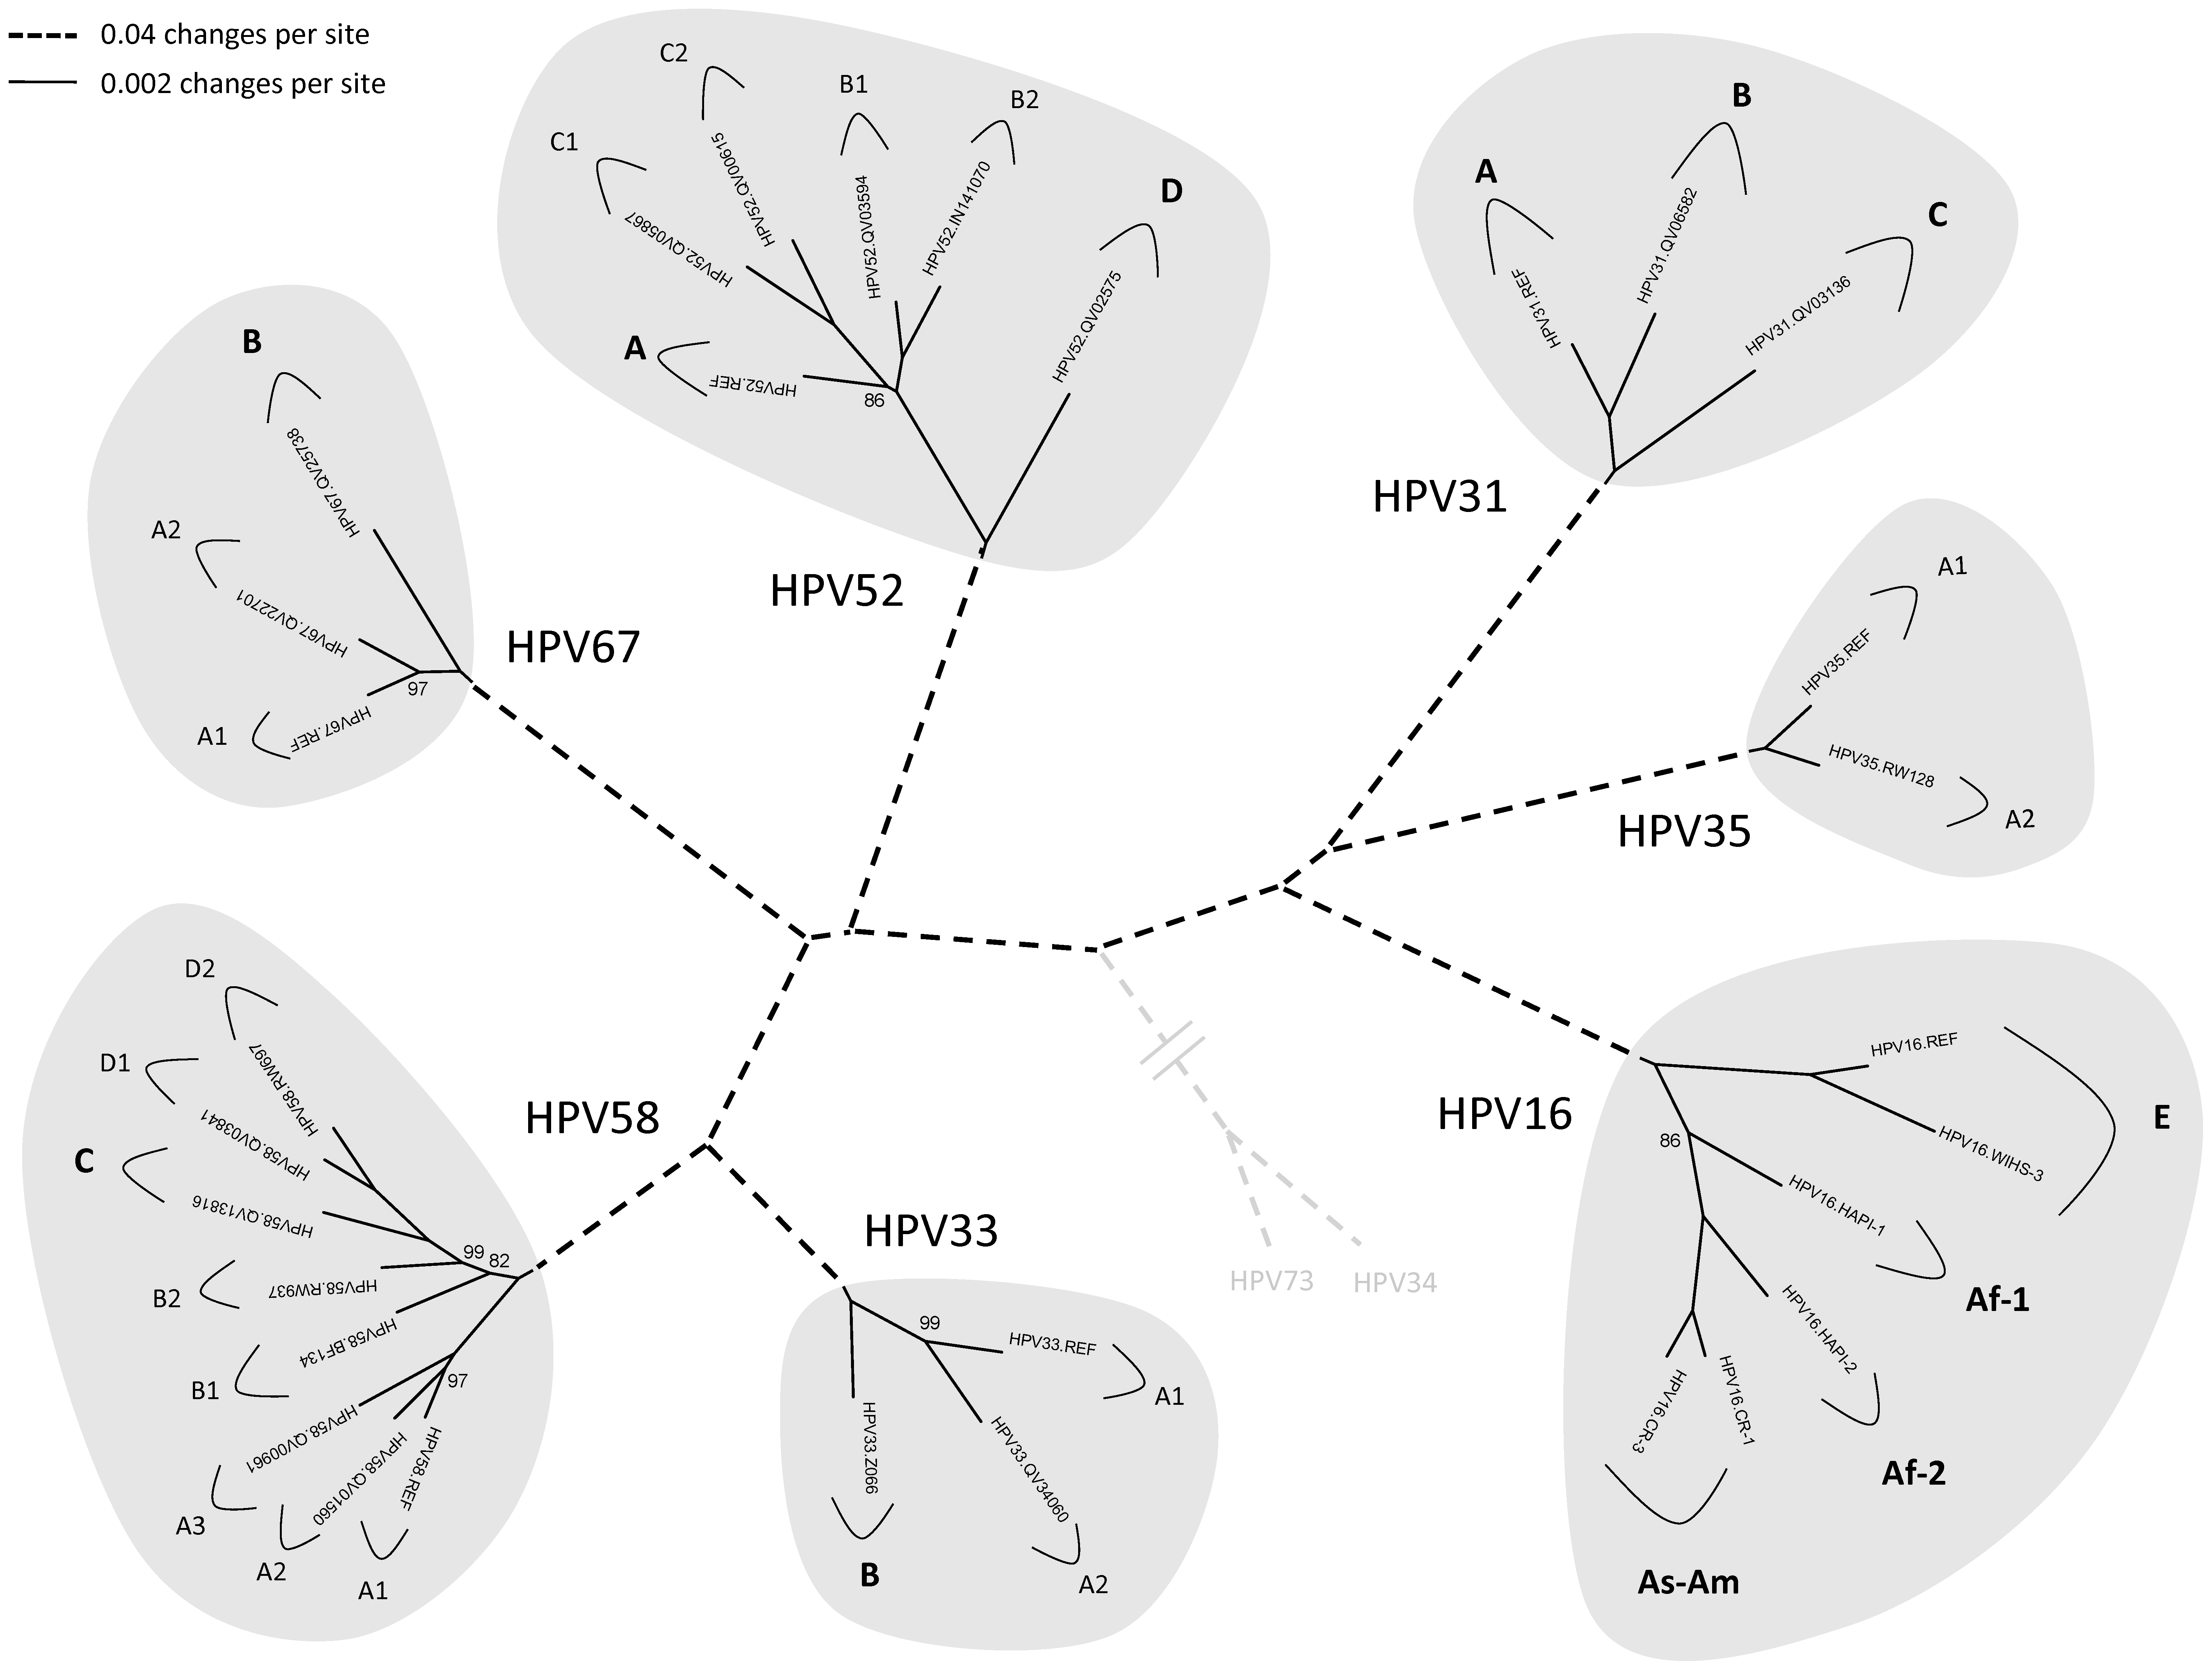 0.04 changes per site
0.002 changes per site
C2
B1
B2
C1
HPV52.QV00615
HPV52.QV05867
HPV52.QV03594
HPV52.IN141070
D
A
HPV52.REF
86
HPV52.QV02575
HPV52
B
A
C
HPV31.REF
HPV31.QV06582
HPV31.QV03136
HPV31
B
HPV67.QV25738
A2
HPV67.QV22701
97
A1
HPV67.REF
HPV67
A1
HPV35.REF
HPV35.RW128
A2
HPV35
D2
HPV58.RW697
D1
HPV58.QV03841
C
HPV58.QV13816
99
82
B2
HPV58.RW937
HPV58.BF134
B1
97
HPV58.QV00961
HPV58.QV01560
HPV58.REF
A3
A2
A1
HPV58
HPV33
99
HPV33.REF
A1
HPV33.Z066
HPV33.QV34060
B
A2
HPV73
HPV34
HPV16
HPV16.REF
E
86
HPV16.WIHS-3
HPV16.HAPI-1
Af-1
HPV16.HAPI-2
HPV16.CR-3
HPV16.CR-1
Af-2
As-Am